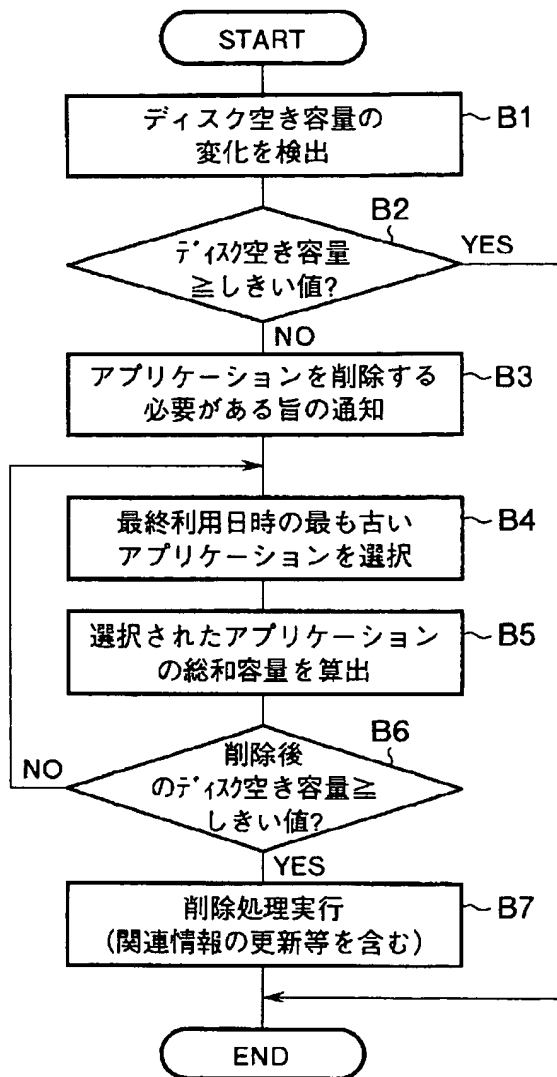 START
ディスク空き容量の
変化を検出
B1
B2
ディスク空き容量
≧しきい値?
YES
NO
アプリケーションを削除する
必要がある旨の通知
B3
最終利用日時の最も古い
アプリケーションを選択
B4
選択されたアプリケーション
の総和容量を算出
B5
B6
削除後
のディスク空き容量≧
しきい値?
NO
YES
削除処理実行
(関連情報の更新等を含む)
B7
END